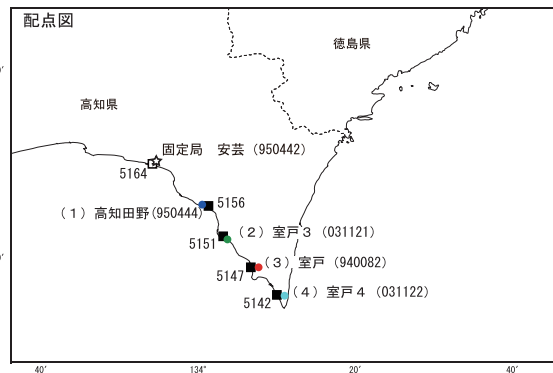 配点図
徳島県
高知県
固定局 安芸（950442）
5164
（１）高知田野(950444)
5156
（２）室戸３（031121）
5151
（３）室戸（940082）
5147
（４）室戸４（031122）
5142
40′
134°
20′
40′